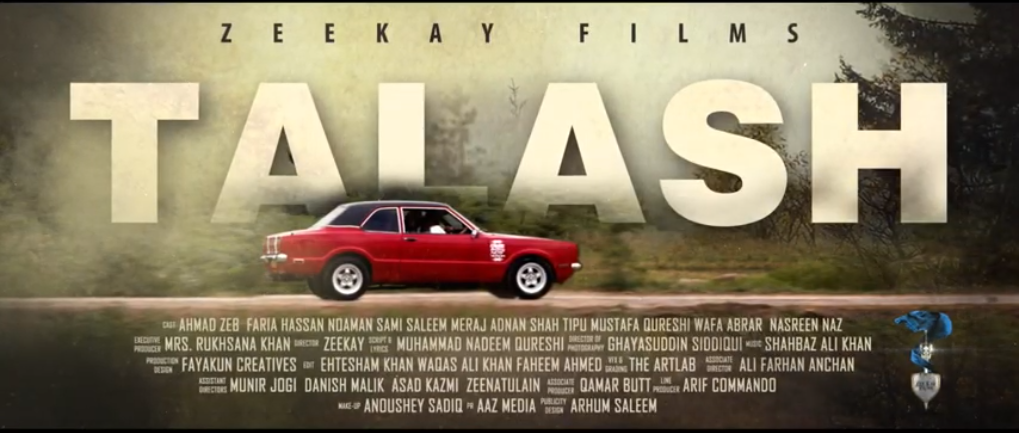 ZEEKAY FILMS
TALASH
CAST AHMAD ZEB FARIA HASSAN NOAMAN SAMI SALEEM MERAJ ADNAN SHAH TIPU MUSTAFA QURESHI WAFA ABRAR NASREEN NAZ
EXECUTIVE PRODUCER MRS. RUKHSANA KHAN DIRECTOR ZEEKAY SCRIPT & LYRICS MUHAMMAD NADEEM QURESHI DIRECTOR OF PHOTOGRAPHY GHAYASUDDIN SIDDIQUI MUSIC SHAHBAZ ALI KHAN
PRODUCTION DESIGN FAYAKUN CREATIVES EDIT EHTESHAM KHAN WAQAS ALI KHAN FAHEEM AHMED VFX & GRADING THE ARTLAB ASSOCIATE DIRECTOR ALI FARHAN ANCHAN
ASSISTANT DIRECTORS MUNIR JOGI DANISH MALIK ASAD KAZMI ZEENATULAIN ASSOCIATE PRODUCER QAMAR BUTT LINE PRODUCER ARIF COMMANDO
MAKE-UP ANOUSHEY SADIQ PR AAZ MEDIA PUBLICITY DESIGN ARHUM SALEEM